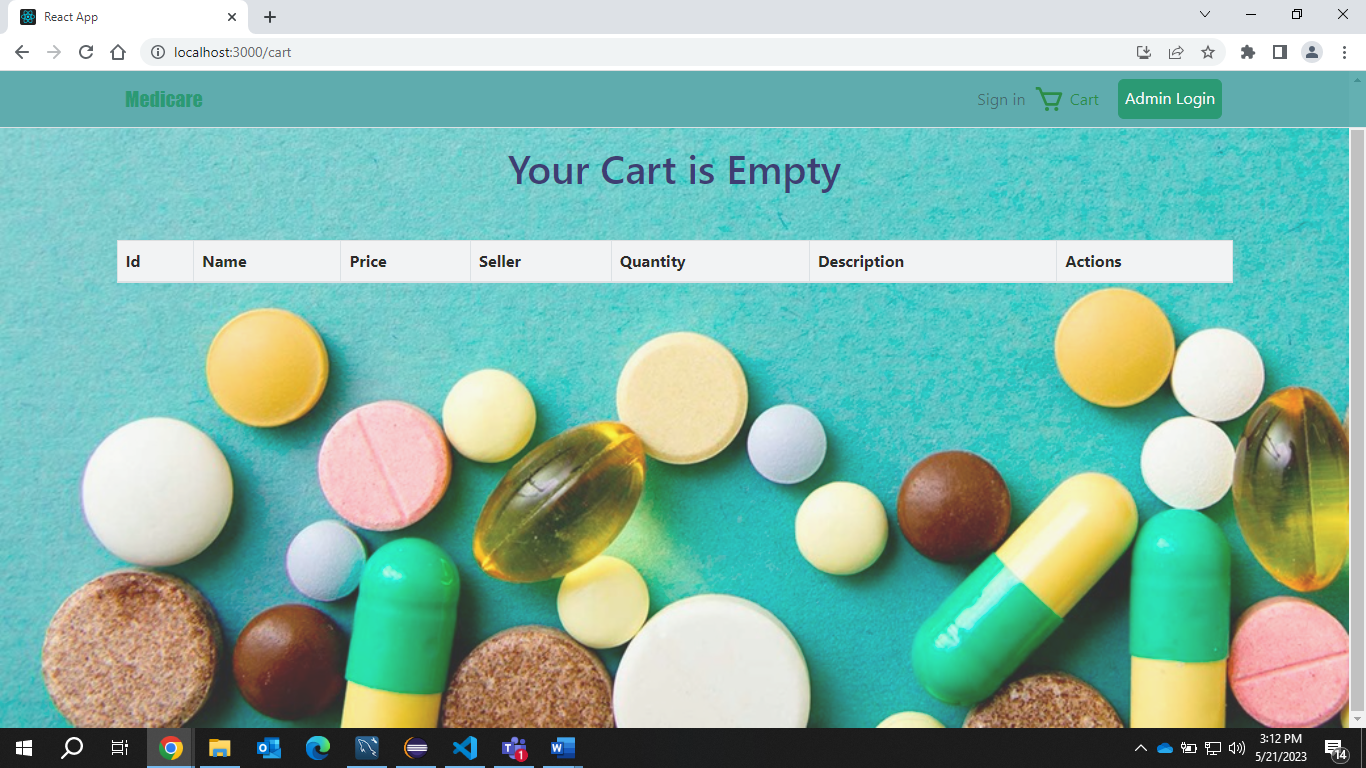 React App
localhost:3000/cart
Medicare
Sign in Cart Admin Login
Your Cart is Empty
Id Name Price Seller Quantity Description Actions
1
W
3:12 PM
5/21/2023
14